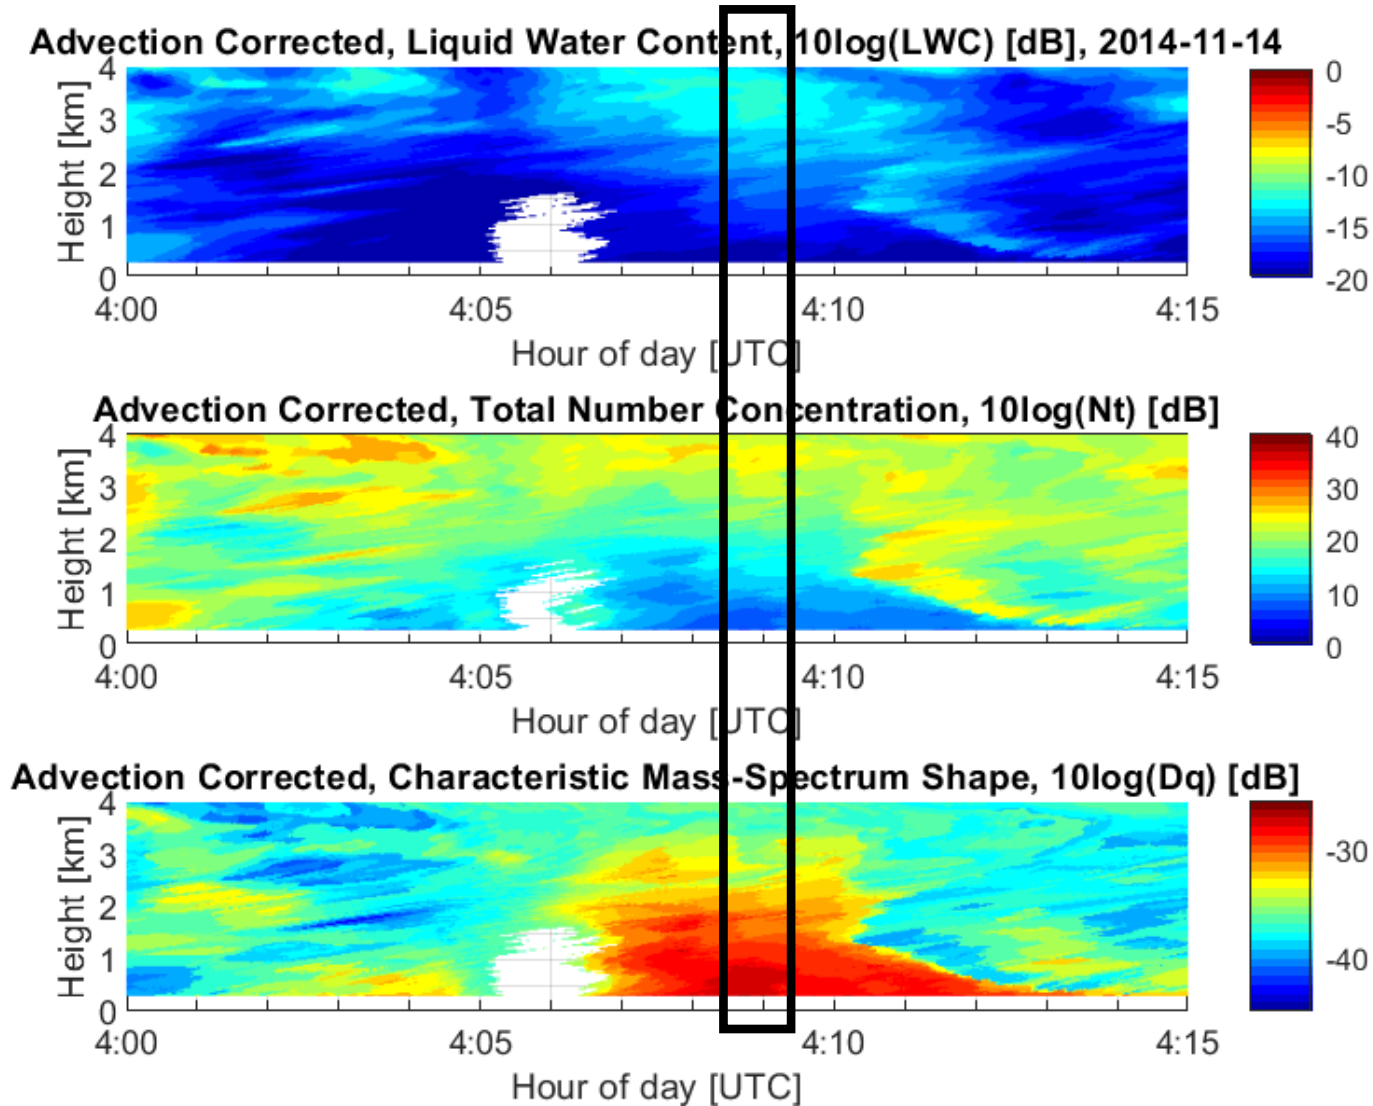 Advection Corrected, Liquid Water Content, 10log(LWC) [dB], 2014-11-14
4
3
2
1
0
Height [km]
4:00 4:05 4:10 4:15
Hour of day [UTC]
0
-5
-10
-15
-20
Advection Corrected, Total Number Concentration, 10log(Nt) [dB]
4
3
2
1
0
Height [km]
4:00 4:05 4:10 4:15
Hour of day [UTC]
40
30
20
10
0
Advection Corrected, Characteristic Mass-Spectrum Shape, 10log(Dq) [dB]
4
3
2
1
0
Height [km]
4:00 4:05 4:10 4:15
Hour of day [UTC]
-30
-40